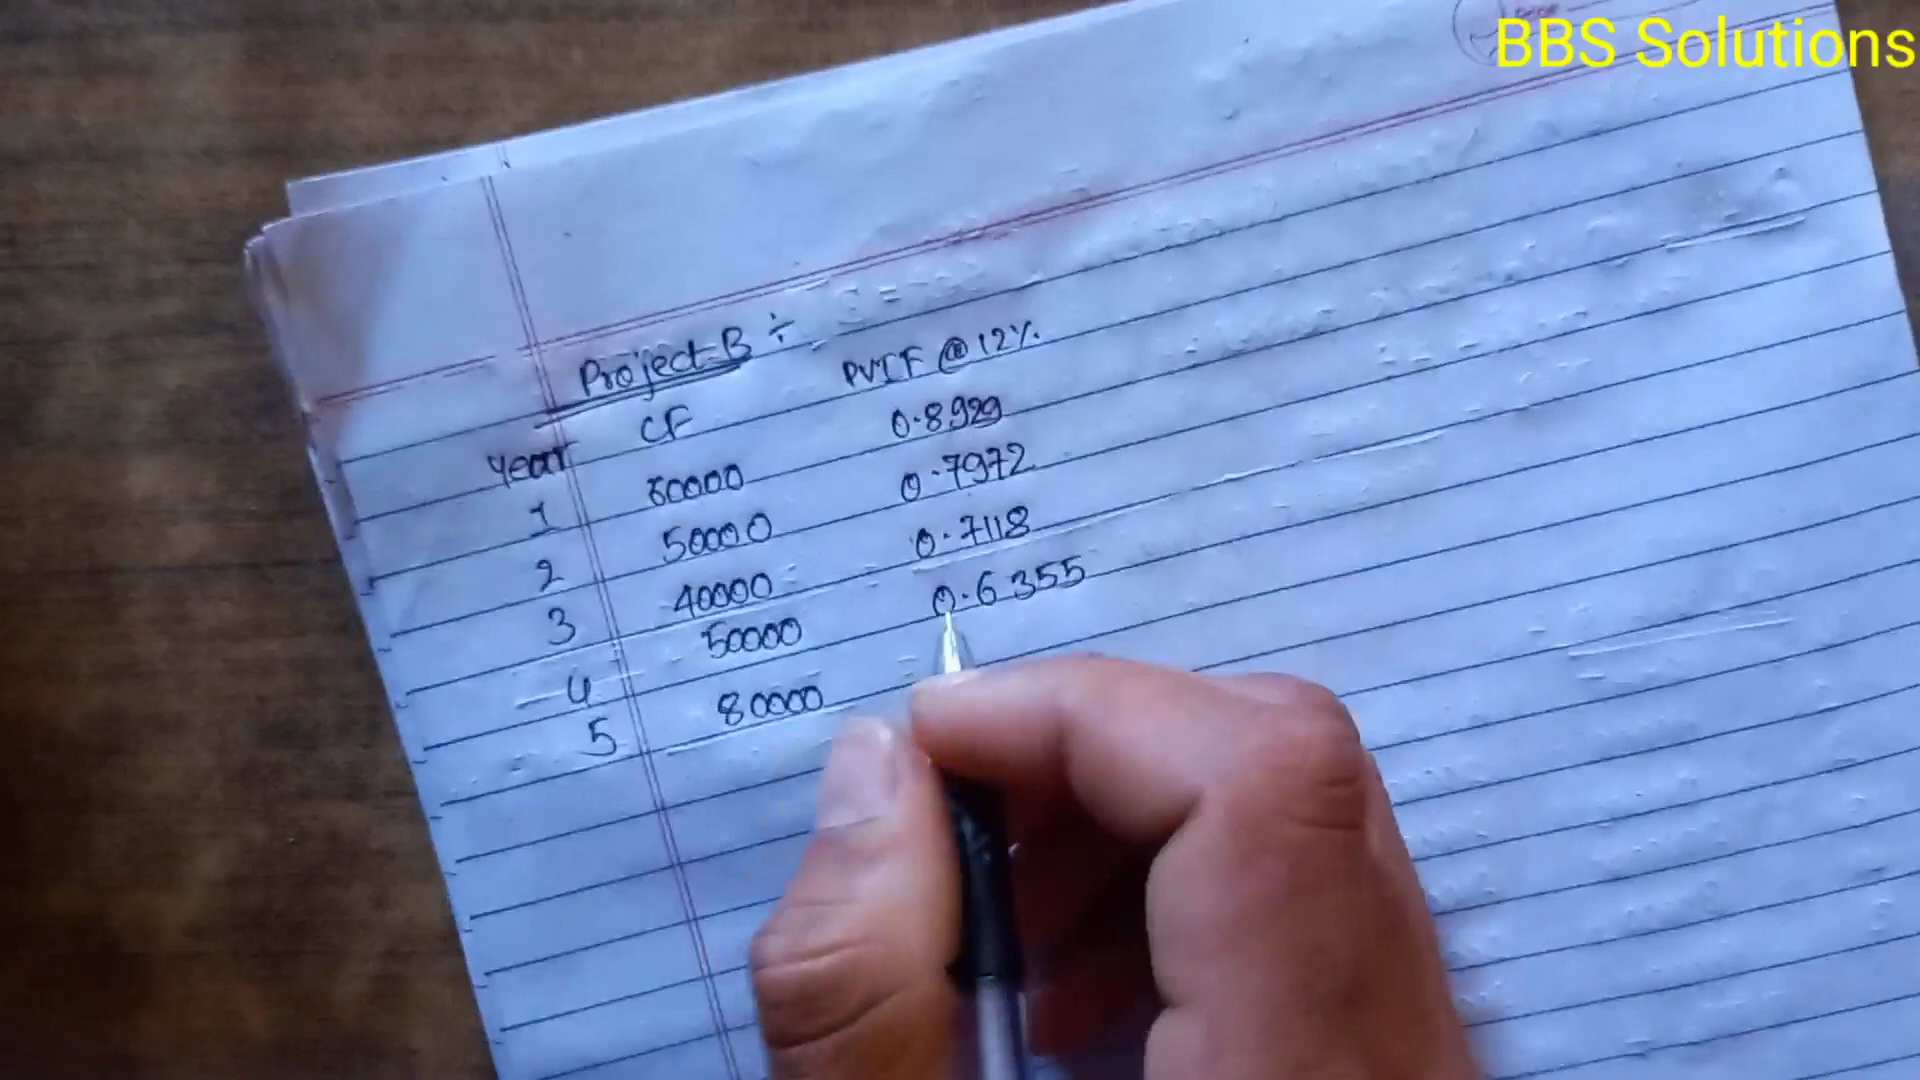 BBS Solutions
Project-B ÷
Year CF PVIF @ 12%
1 60000 0.8929
2 50000 0.7972
3 40000 0.7118
4 50000 0.6355
5 80000